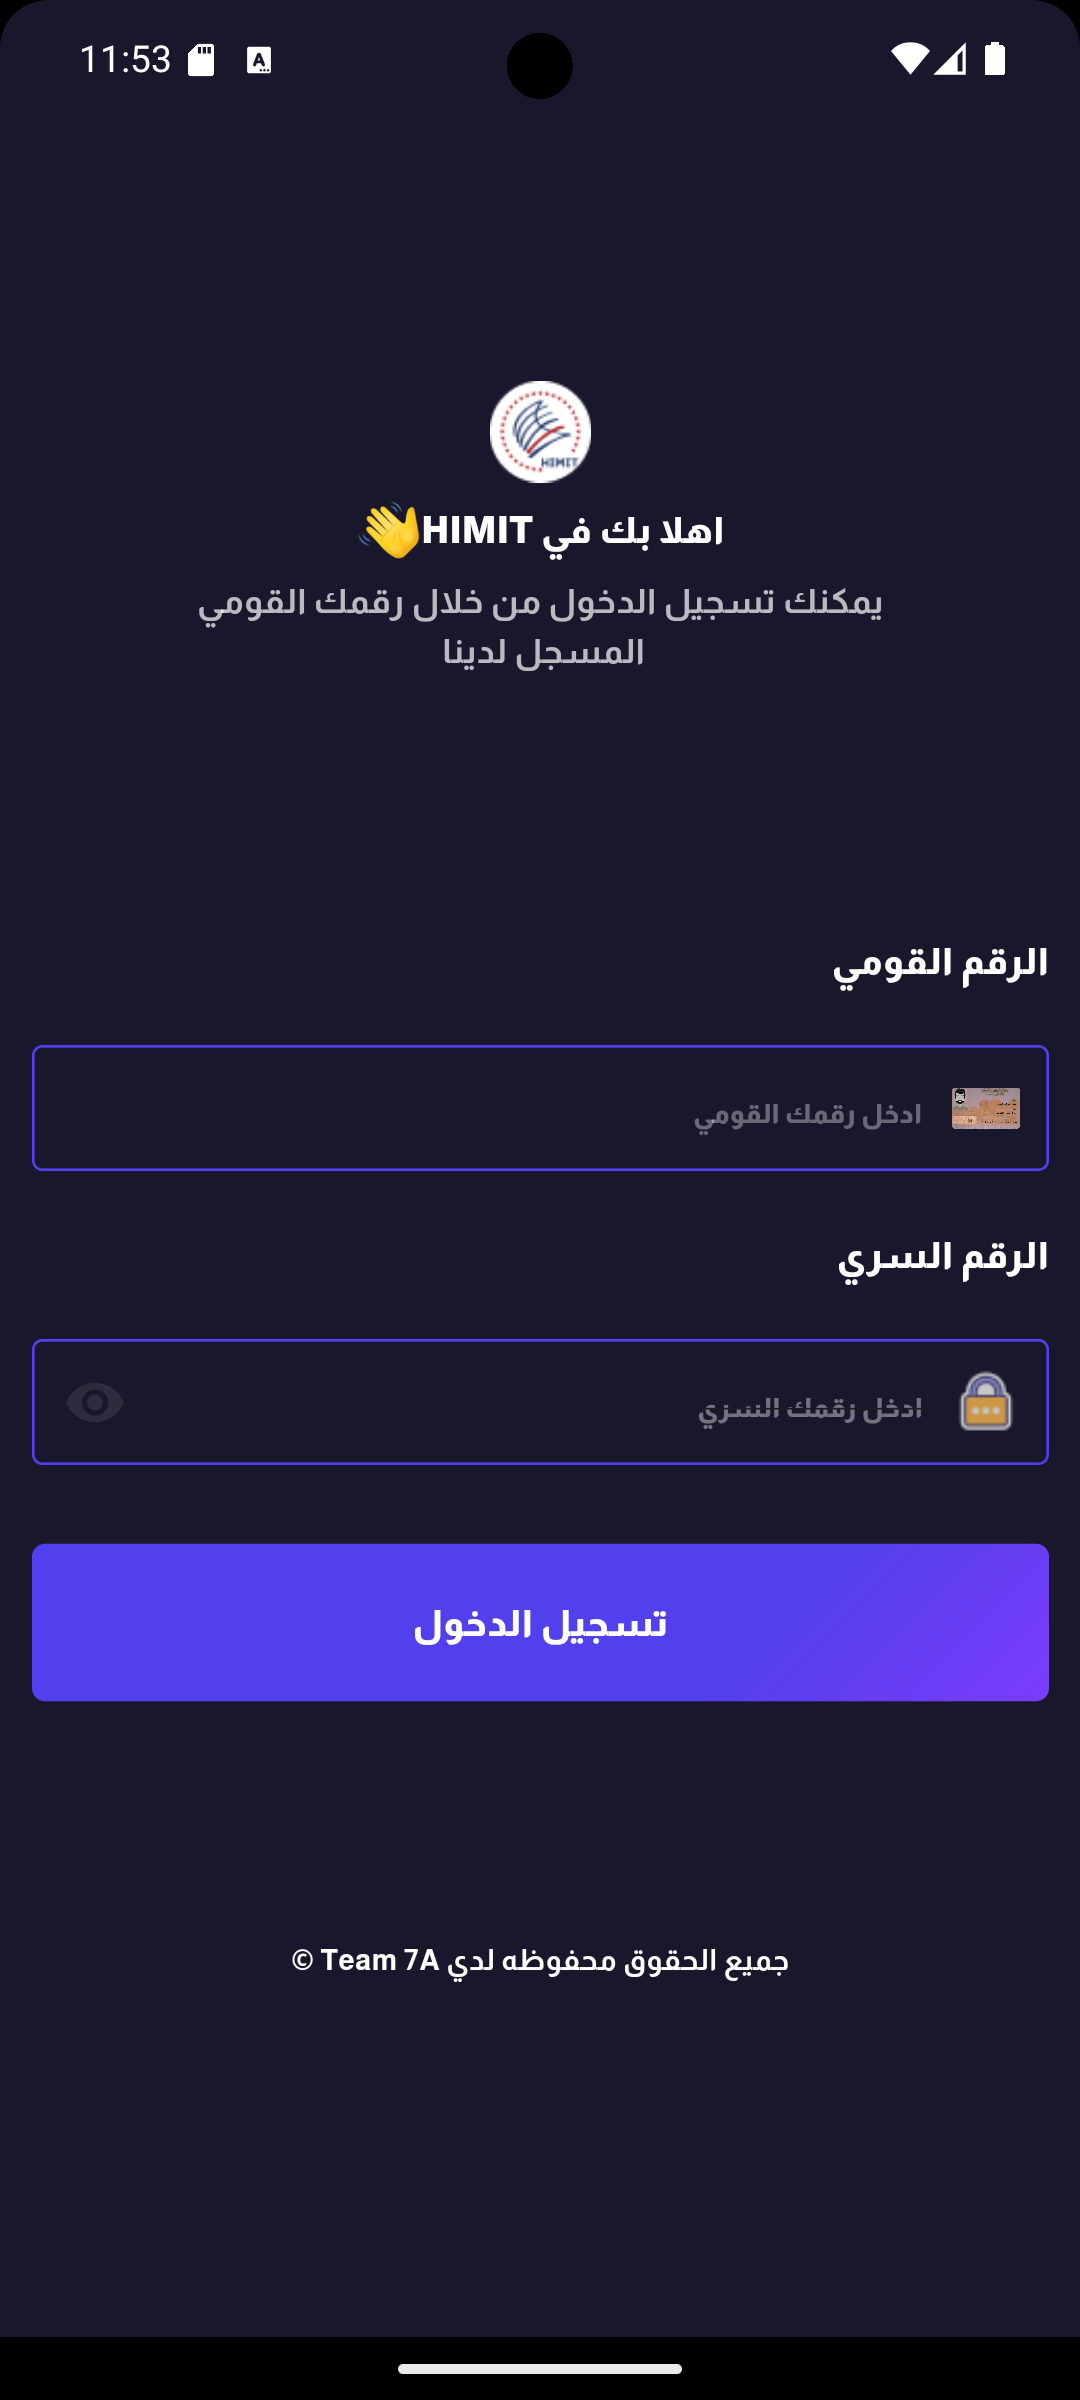 11:53
HIMIT
اهلا بك في HIMIT👋
يمكنك تسجيل الدخول من خلال رقمك القومي
المسجل لدينا
الرقم القومي
ادخل رقمك القومي
الرقم السري
ادخل رقمك السري
تسجيل الدخول
جميع الحقوق محفوظه لدي Team 7A ©